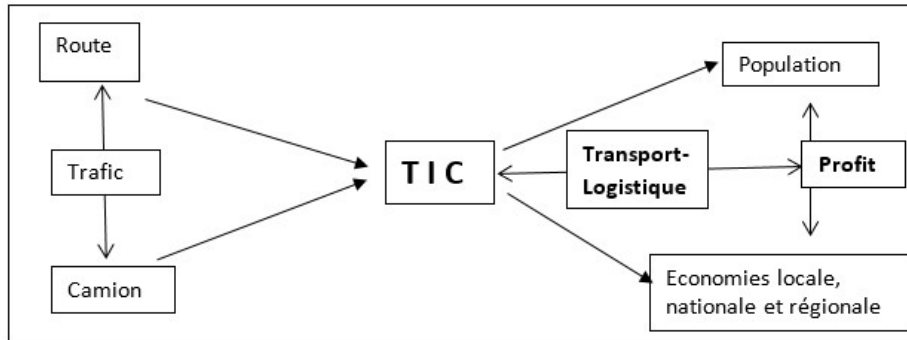 Route
Trafic
Camion
T I C
Transport-
Logistique
Population
Profit
Economies locale,
nationale et régionale